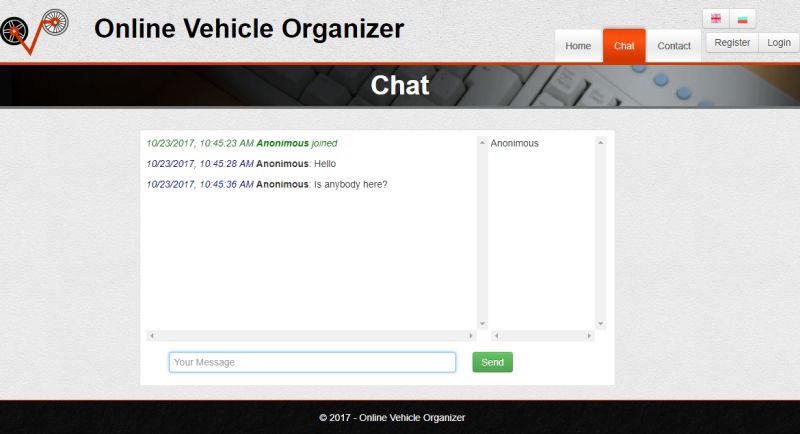 Online Vehicle Organizer
Home
Chat
Contact
Register
Login
Chat
10/23/2017, 10:45:23 AM Anonimous joined
10/23/2017, 10:45:28 AM Anonimous: Hello
10/23/2017, 10:45:36 AM Anonimous: Is anybody here?
Anonimous
Your Message
Send
© 2017 - Online Vehicle Organizer